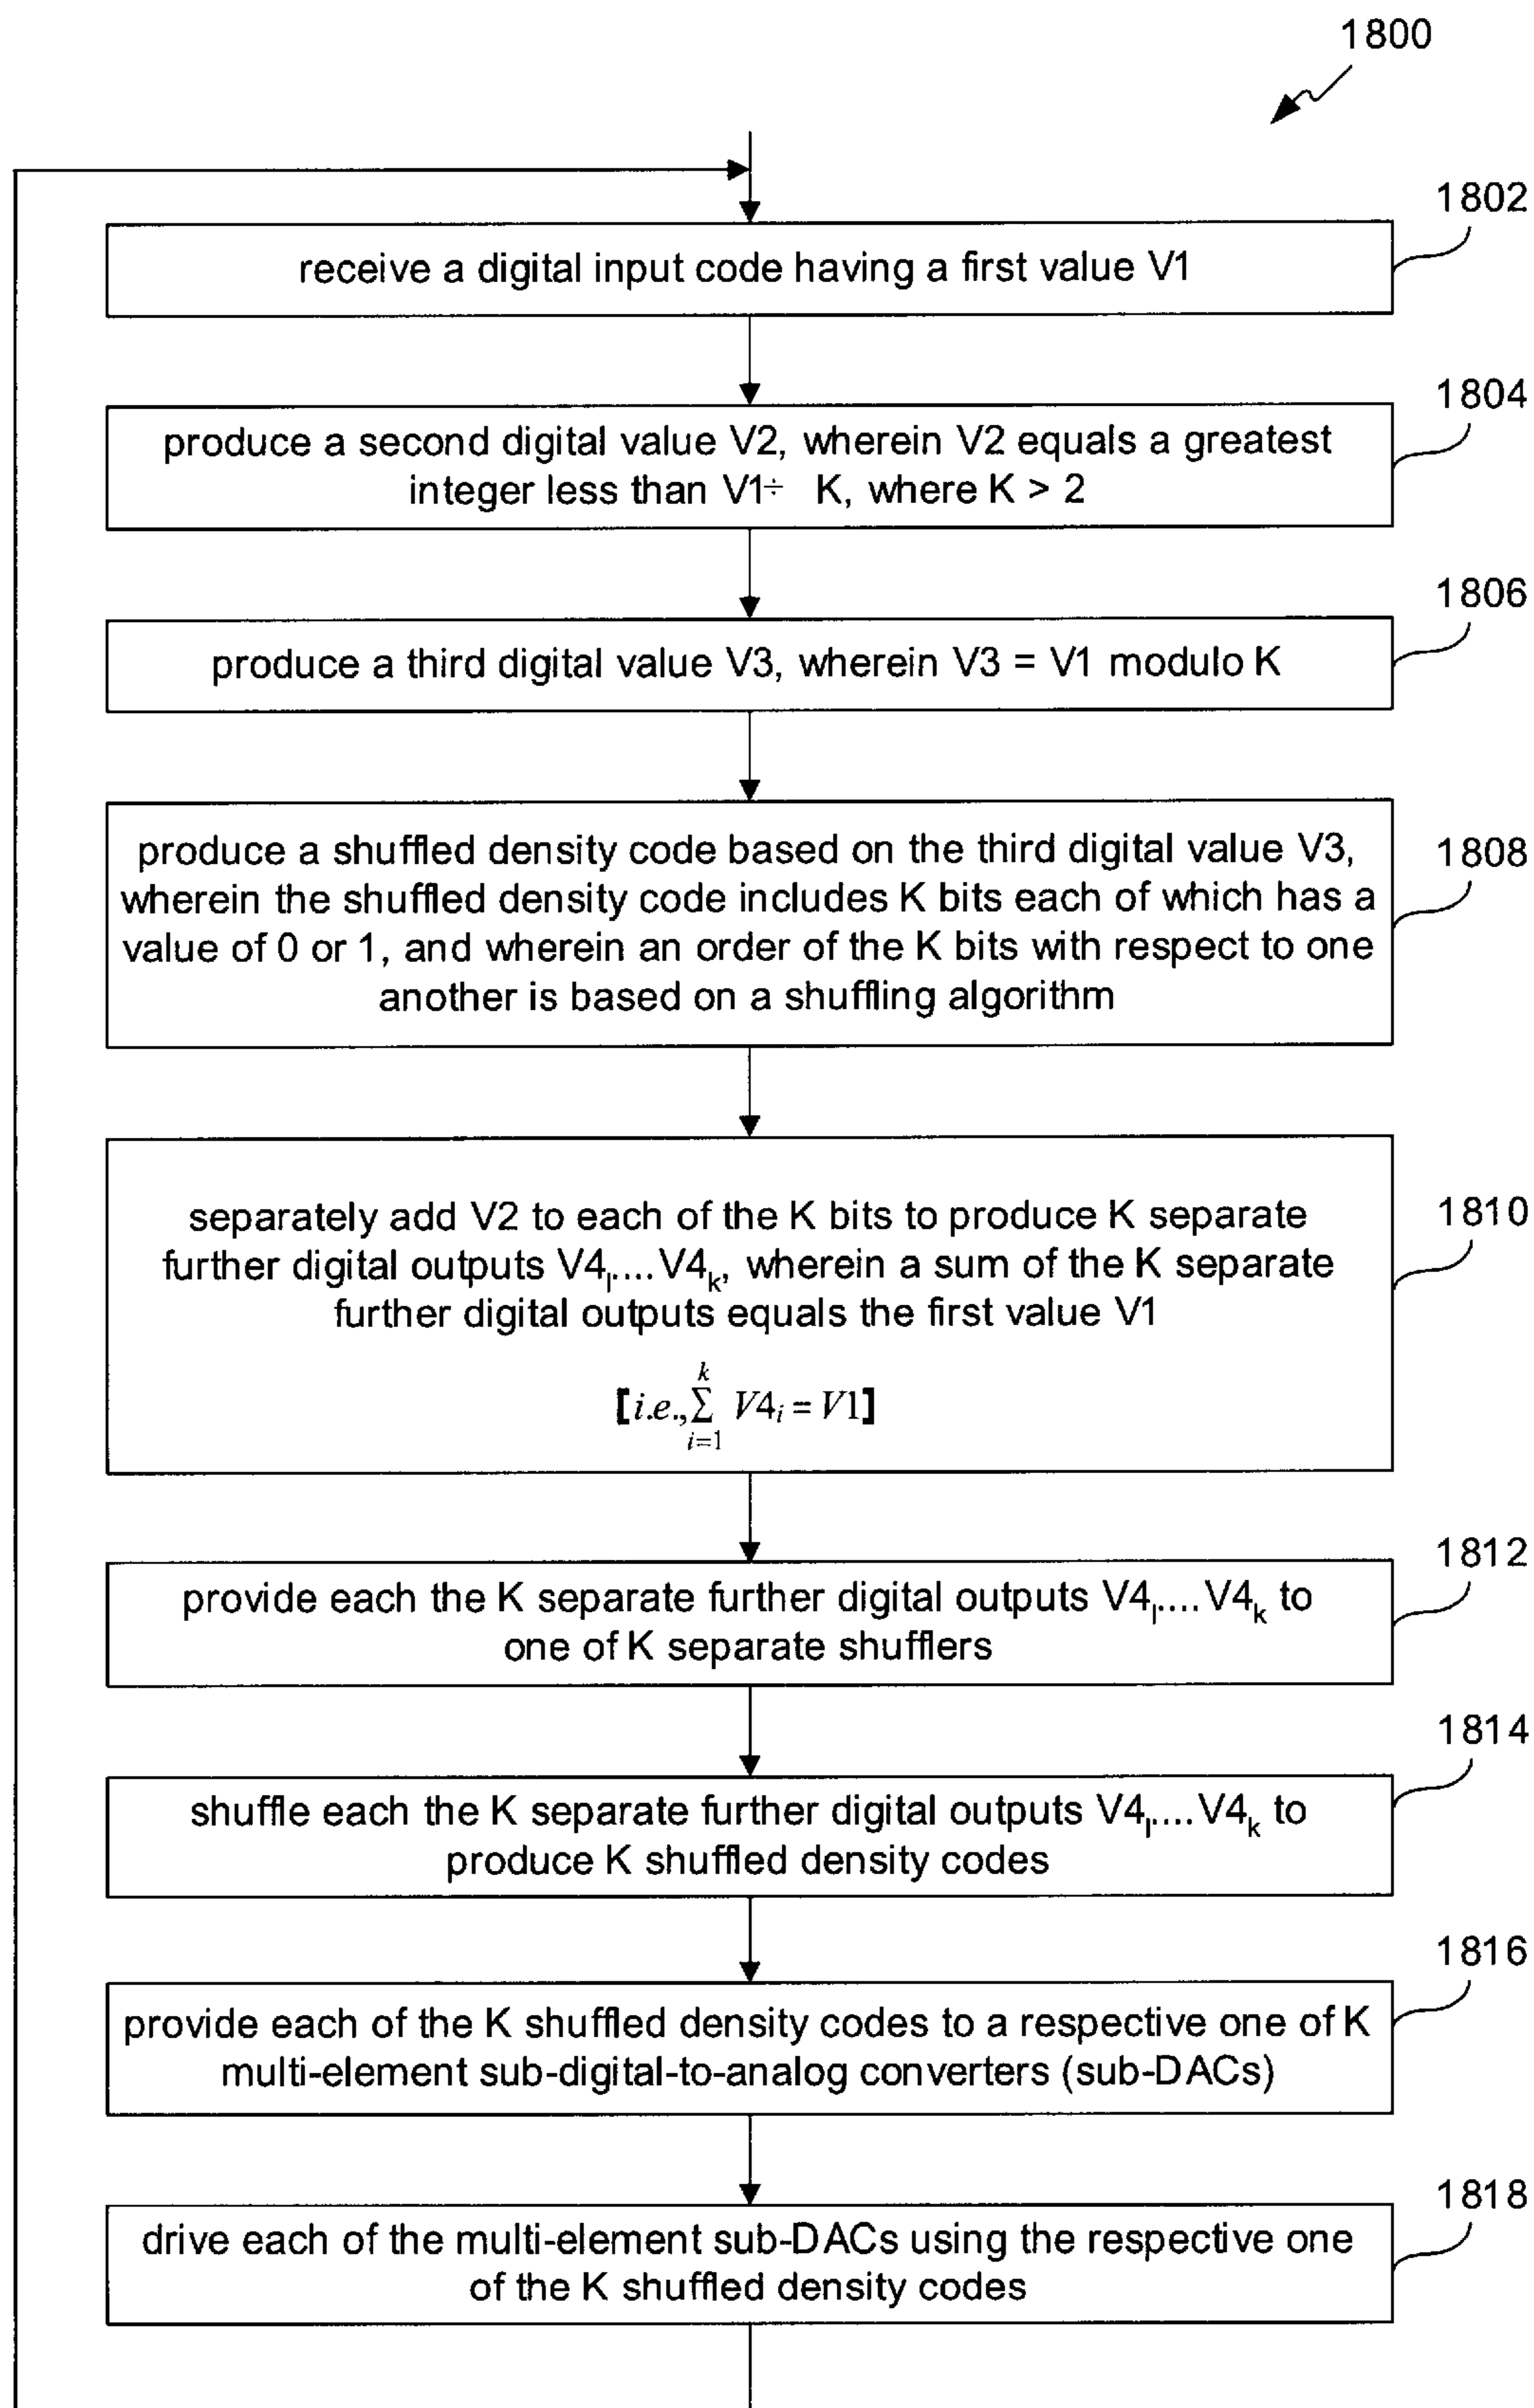 1800
1802
receive a digital input code having a first value V1
1804
produce a second digital value V2, wherein V2 equals a greatest
integer less than V1÷ K, where K > 2
1806
produce a third digital value V3, wherein V3 = V1 modulo K
1808
produce a shuffled density code based on the third digital value V3,
wherein the shuffled density code includes K bits each of which has a
value of 0 or 1, and wherein an order of the K bits with respect to one
another is based on a shuffling algorithm
1810
separately add V2 to each of the K bits to produce K separate
further digital outputs V4ₗ....V4ₖ, wherein a sum of the K separate
further digital outputs equals the first value V1
k
[i.e.,∑ V4ᵢ = V1]
i=1
1812
provide each the K separate further digital outputs V4ₗ....V4ₖ to
one of K separate shufflers
1814
shuffle each the K separate further digital outputs V4ₗ....V4ₖ to
produce K shuffled density codes
1816
provide each of the K shuffled density codes to a respective one of K
multi-element sub-digital-to-analog converters (sub-DACs)
1818
drive each of the multi-element sub-DACs using the respective one
of the K shuffled density codes